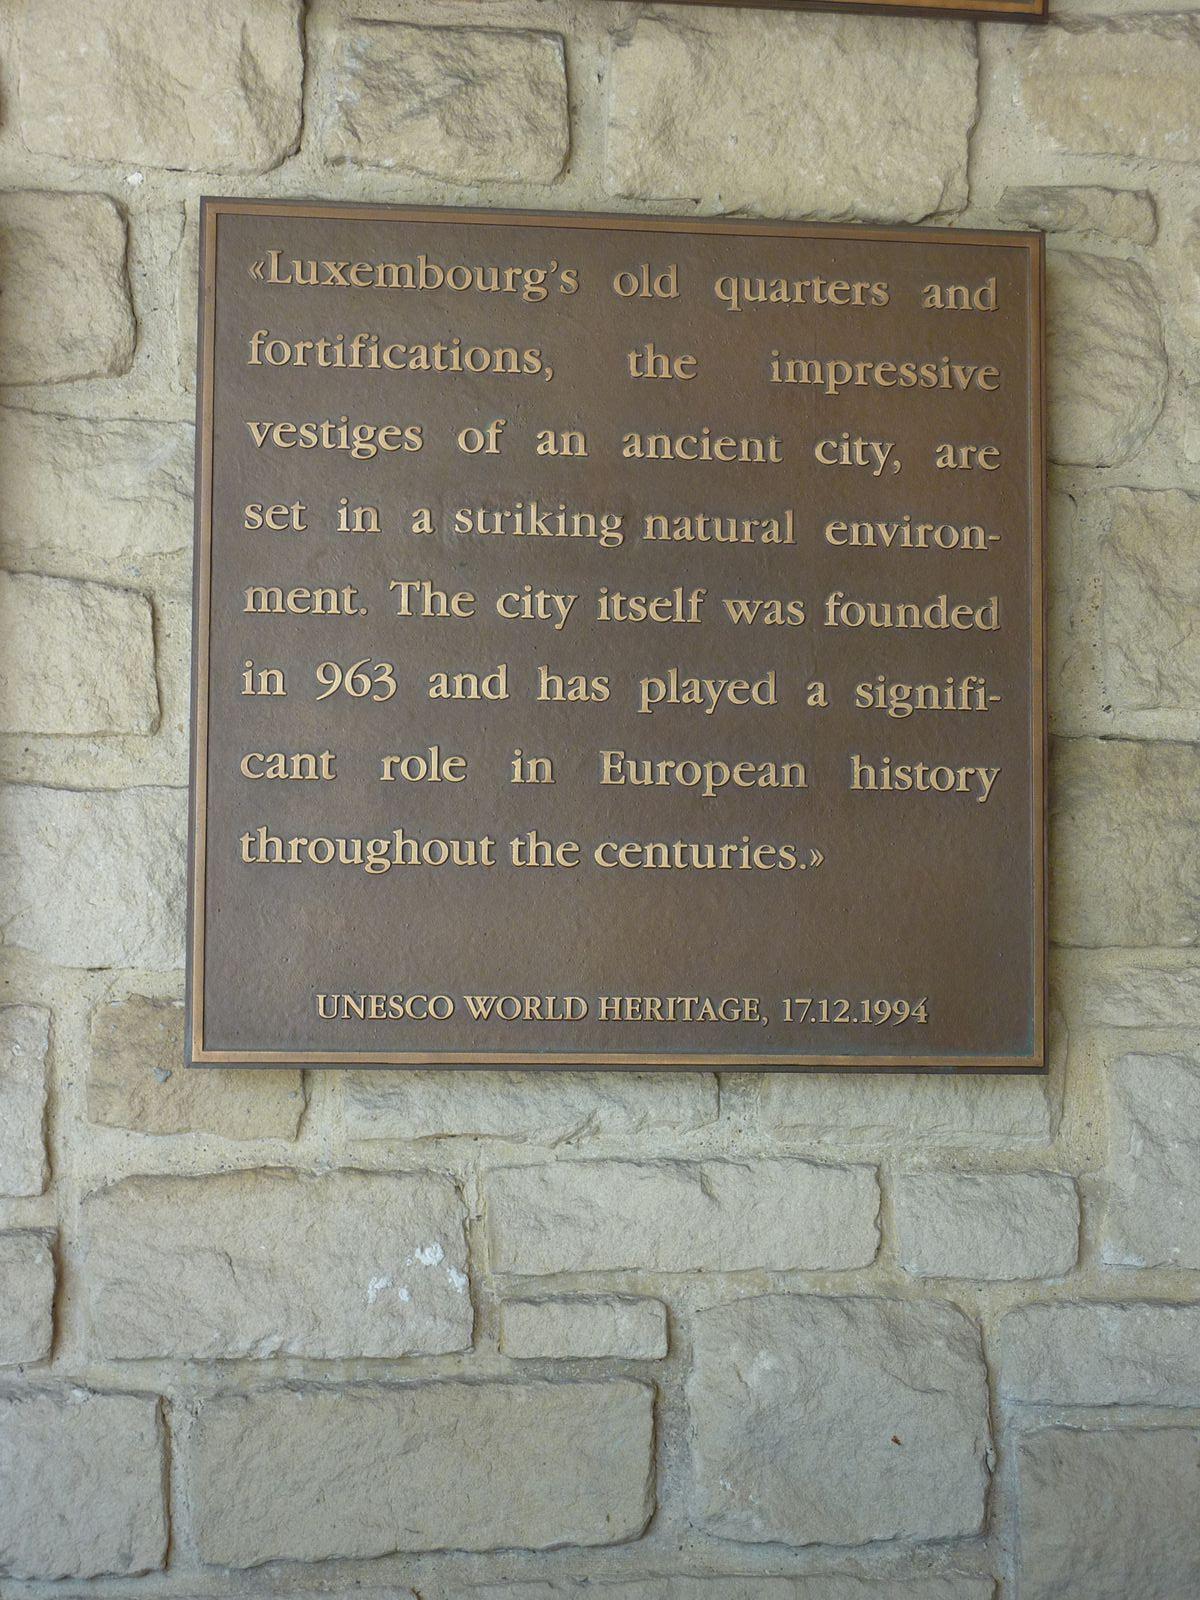 «Luxembourg's old quarters and
fortifications, the impressive
vestiges of an ancient city, are
set in a striking natural environ-
ment. The city itself was founded
in 963 and has played a signifi-
cant role in European history
throughout the centuries.»
UNESCO WORLD HERITAGE, 17.12.1994